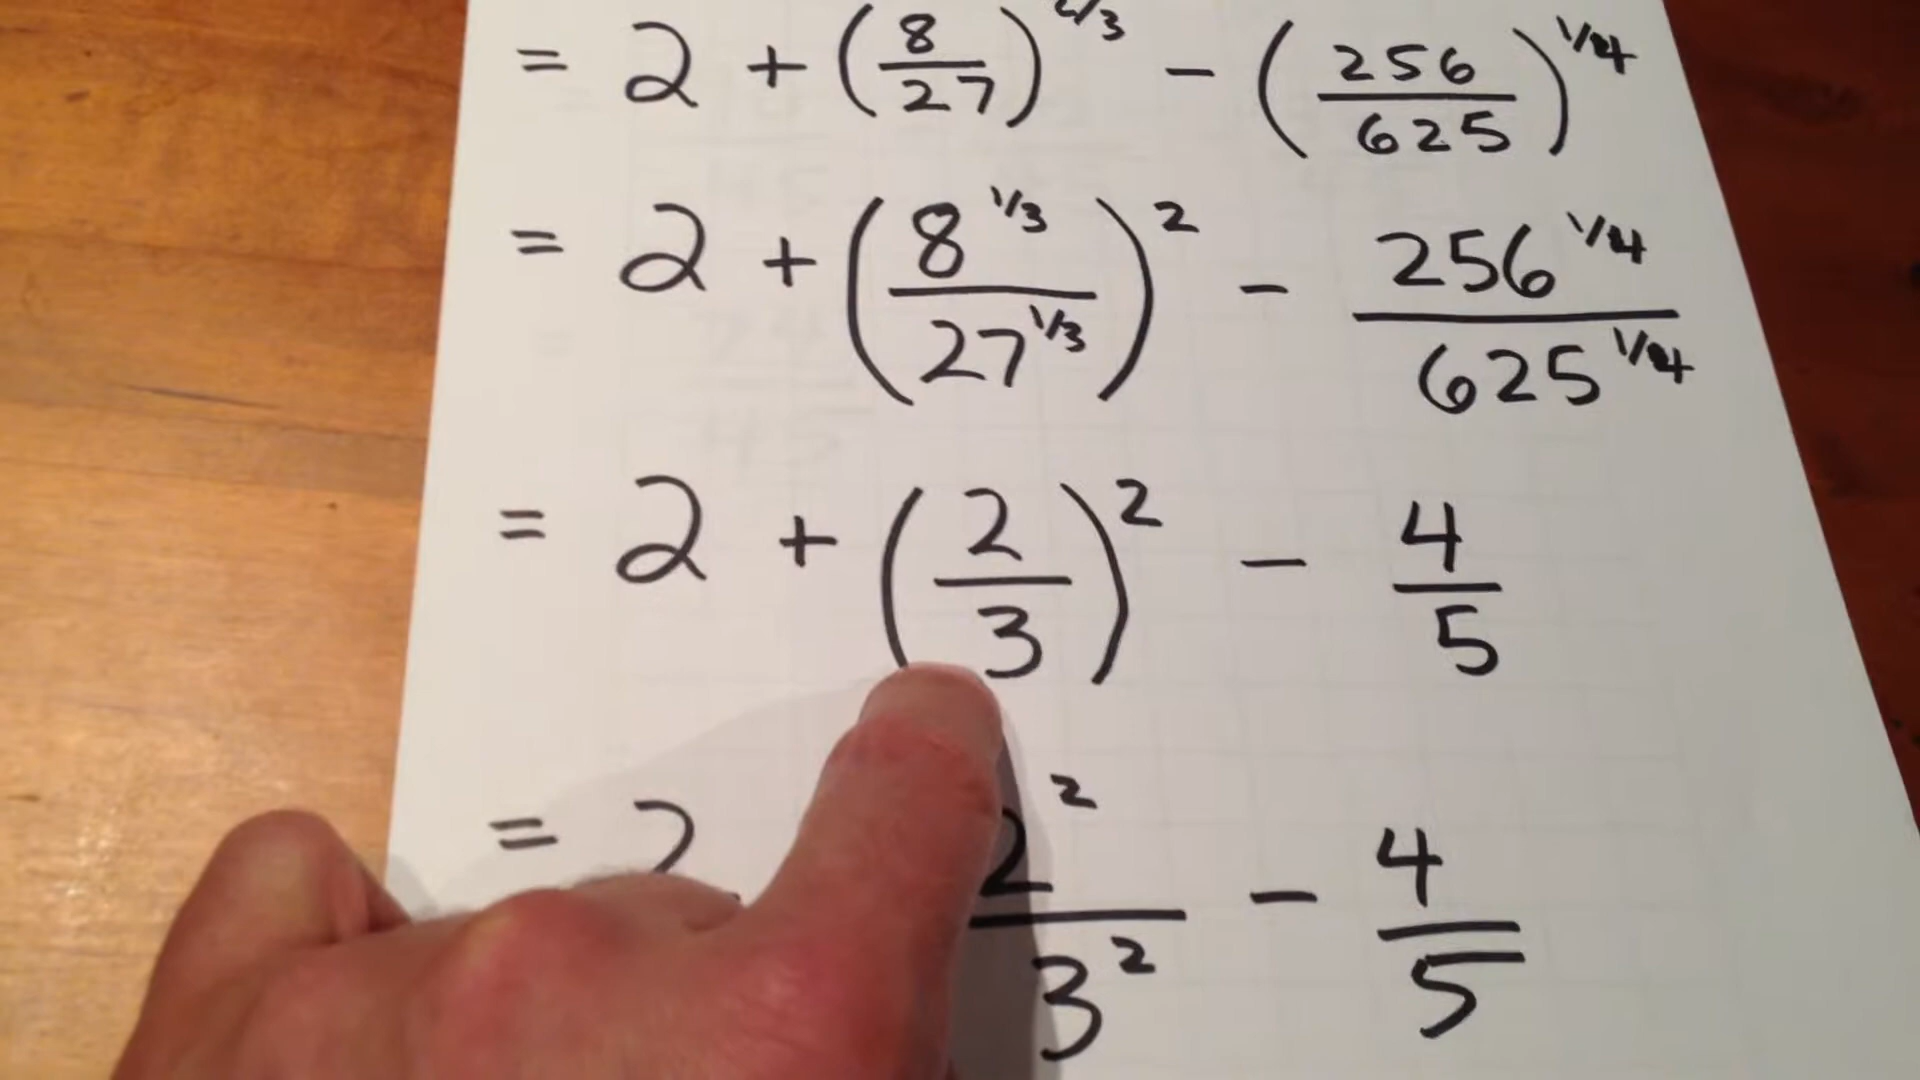 = 2 + (8/27)^2/3 - (256/625)^1/4
= 2 + (8^1/3 / 27^1/3)^2 - 256^1/4 / 625^1/4
= 2 + (2/3)^2 - 4/5
= 2 2^2/3^2 - 4/5